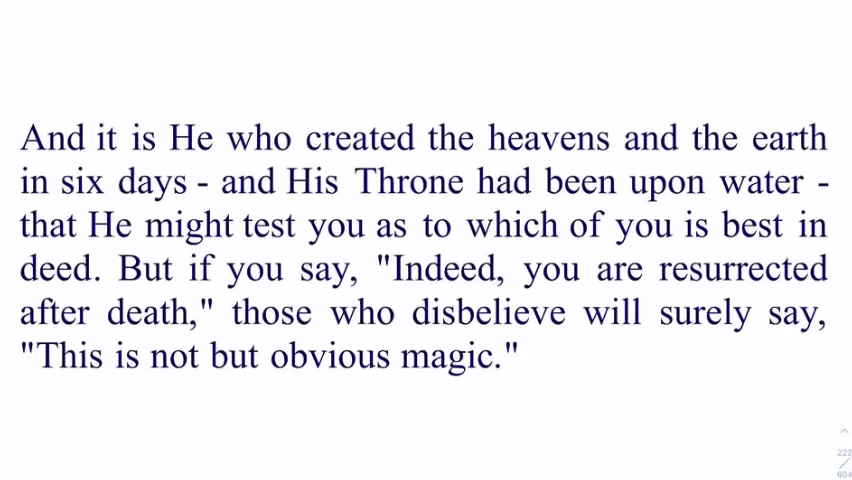 And it is He who created the heavens and the earth
in six days - and His Throne had been upon water -
that He might test you as to which of you is best in
deed. But if you say, "Indeed, you are resurrected
after death," those who disbelieve will surely say,
"This is not but obvious magic."
222
/
604